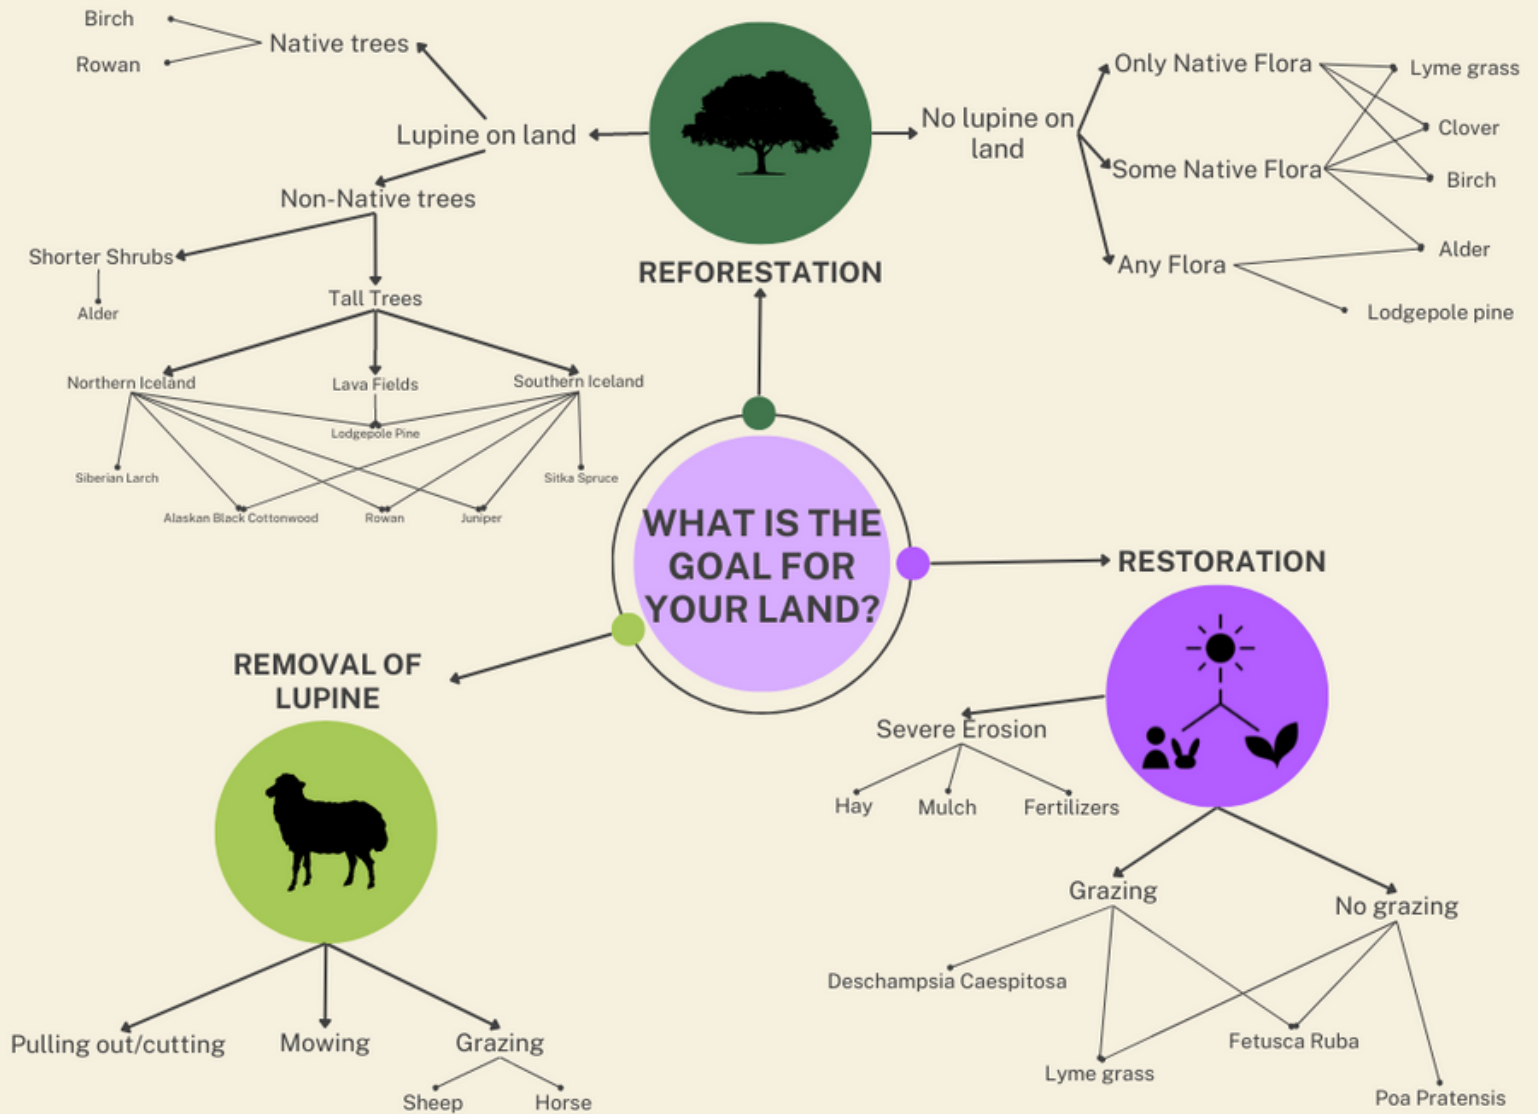 Birch
Rowan
Native trees
Lupine on land
Non-Native trees
Shorter Shrubs
Alder
Tall Trees
Northern Iceland
Lava Fields
Southern Iceland
Lodgepole Pine
Siberian Larch
Sitka Spruce
Alaskan Black Cottonwood
Rowan
Juniper
REFORESTATION
No lupine on
land
Only Native Flora
Some Native Flora
Any Flora
Lyme grass
Clover
Birch
Alder
Lodgepole pine
WHAT IS THE
GOAL FOR
YOUR LAND?
RESTORATION
Severe Erosion
Hay
Mulch
Fertilizers
Grazing
No grazing
Deschampsia Caespitosa
Fetusca Ruba
Lyme grass
Poa Pratensis
REMOVAL OF
LUPINE
Pulling out/cutting
Mowing
Grazing
Sheep
Horse